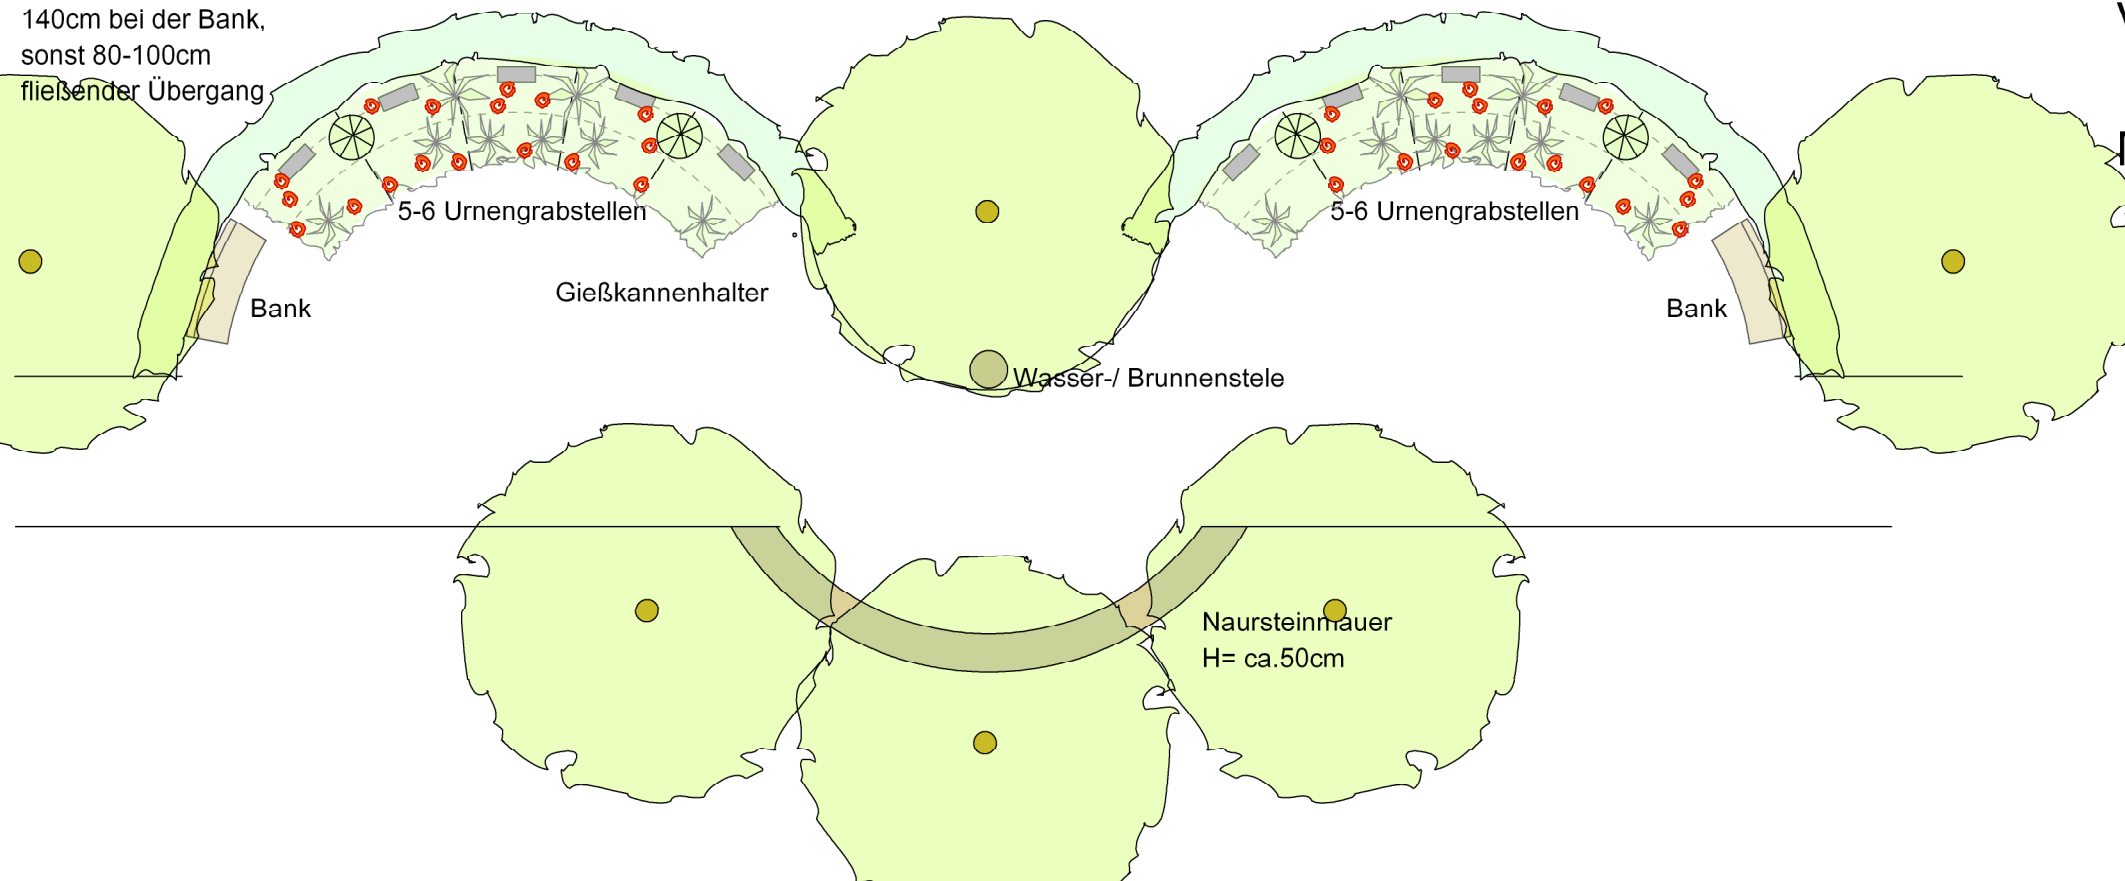 140cm bei der Bank,
sonst 80-100cm
fließender Übergang
5-6 Urnengrabstellen
5-6 Urnengrabstellen
Bank
Gießkannenhalter
Bank
Wasser-/ Brunnenstele
Naursteinmauer
H= ca.50cm